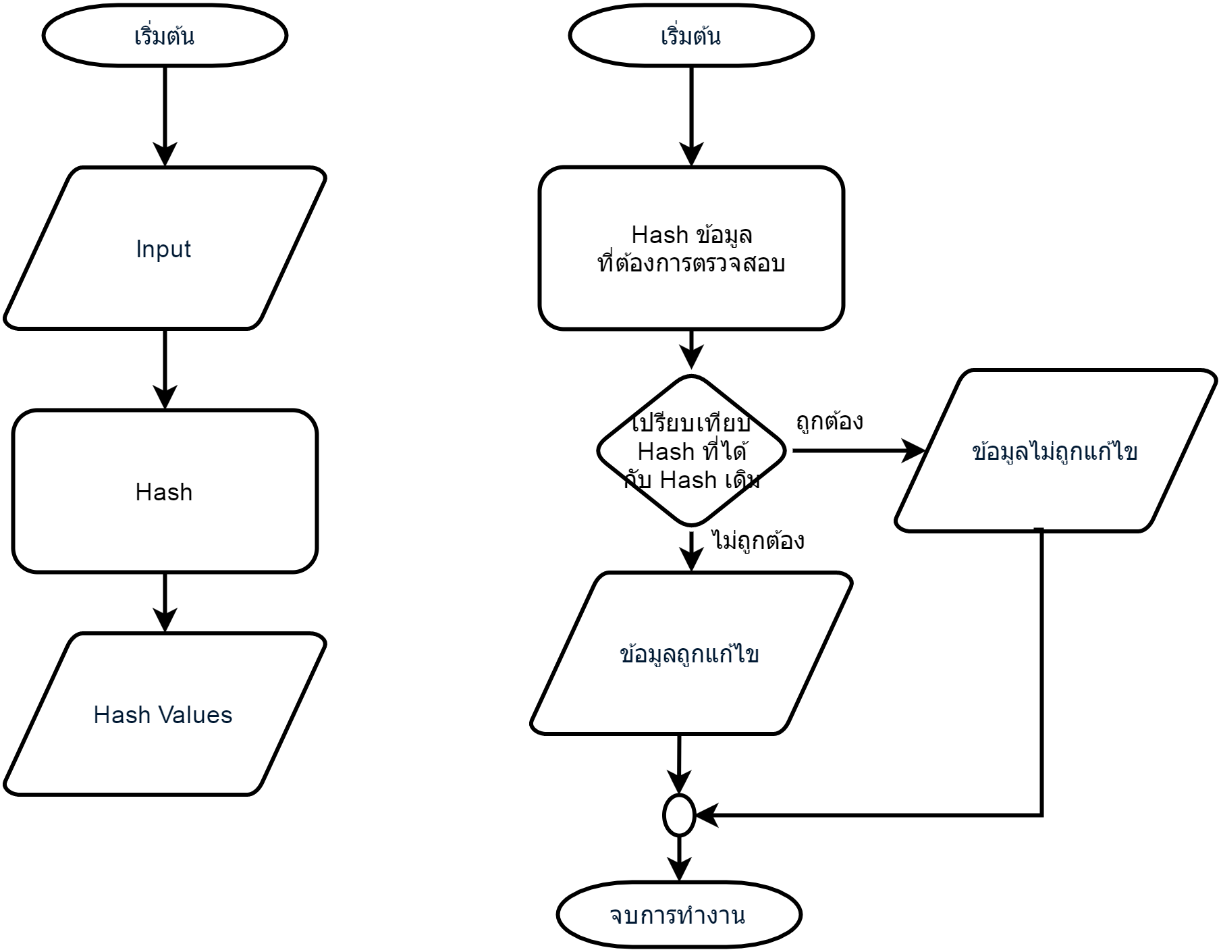 เริ่มต้น
Input
Hash
Hash Values
เริ่มต้น
Hash ข้อมูล
ที่ต้องการตรวจสอบ
เปรียบเทียบ
Hash ที่ได้
กับ Hash เดิม
ถูกต้อง
ข้อมูลไม่ถูกแก้ไข
ไม่ถูกต้อง
ข้อมูลถูกแก้ไข
จบการทำงาน